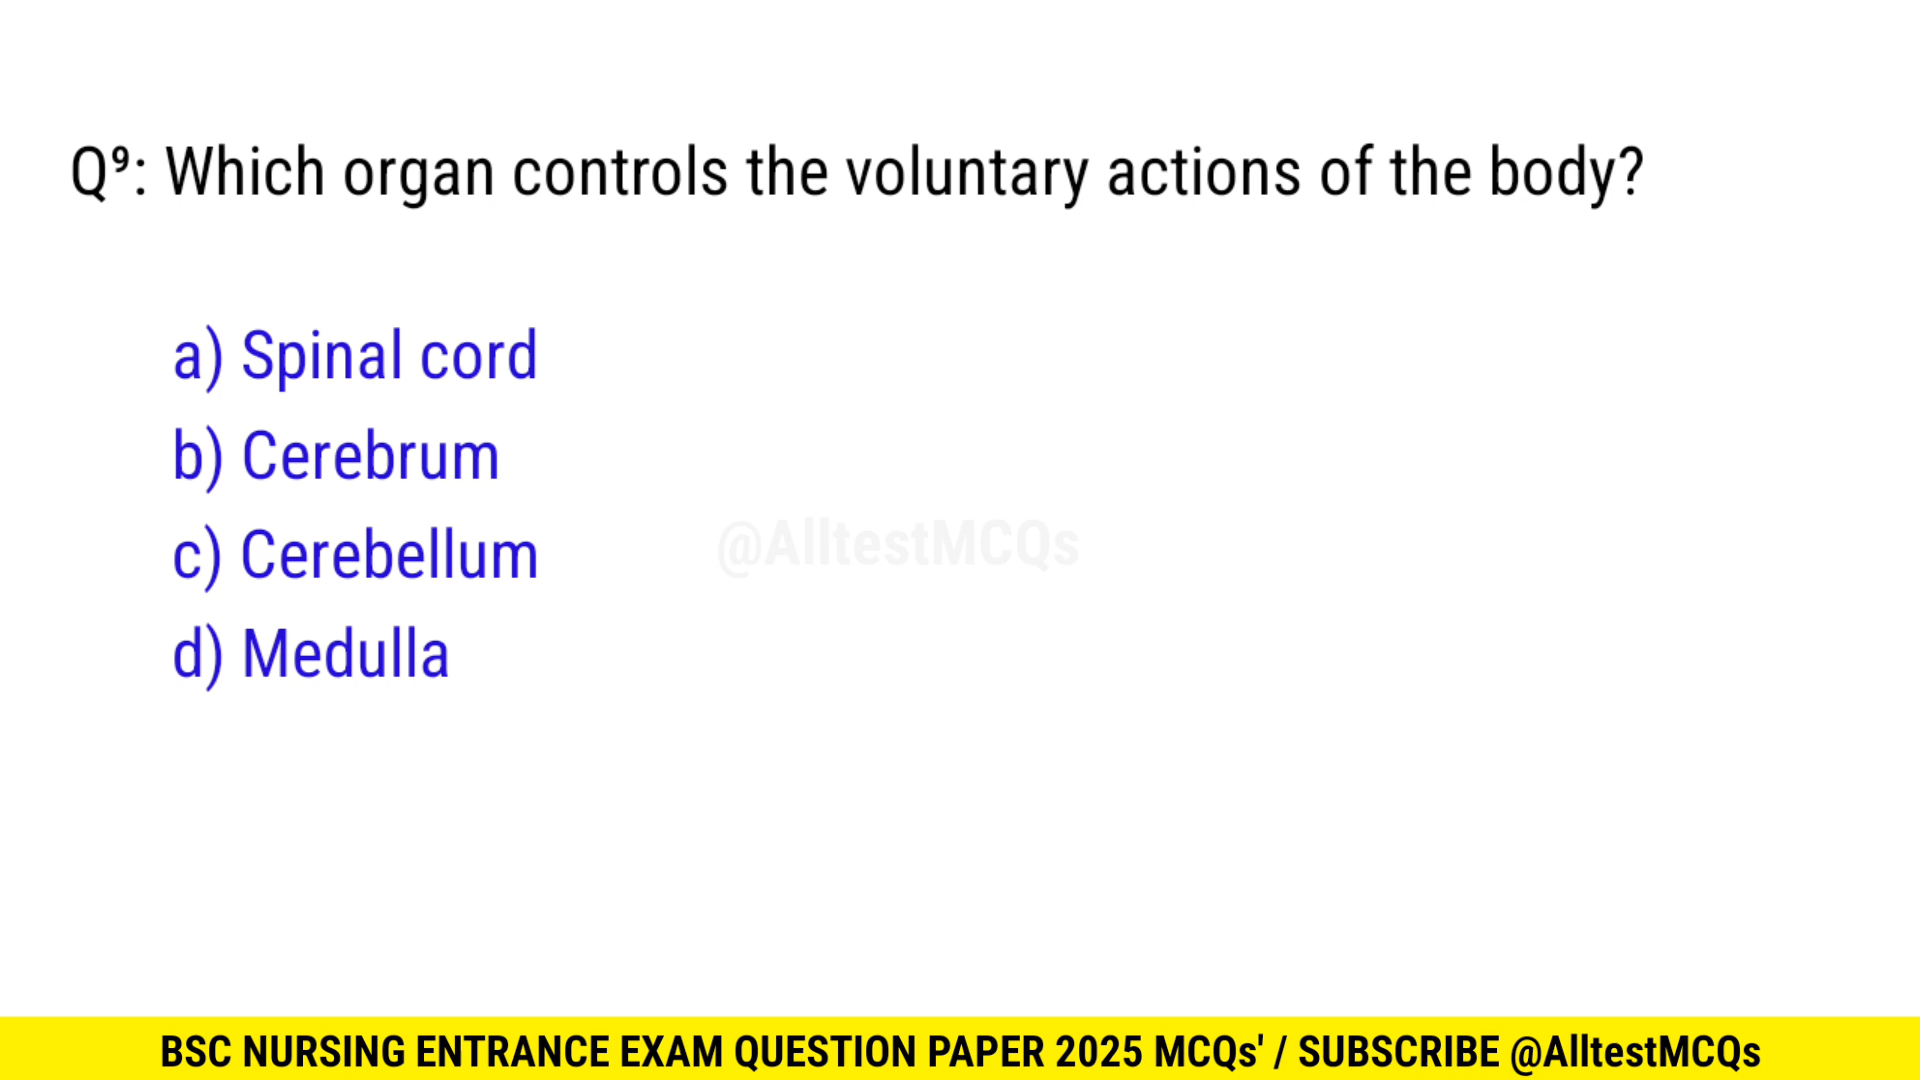 Q⁹: Which organ controls the voluntary actions of the body?
a) Spinal cord
b) Cerebrum
c) Cerebellum
@AlltestMCQs
d) Medulla
BSC NURSING ENTRANCE EXAM QUESTION PAPER 2025 MCQs' / SUBSCRIBE @AlltestMCQs